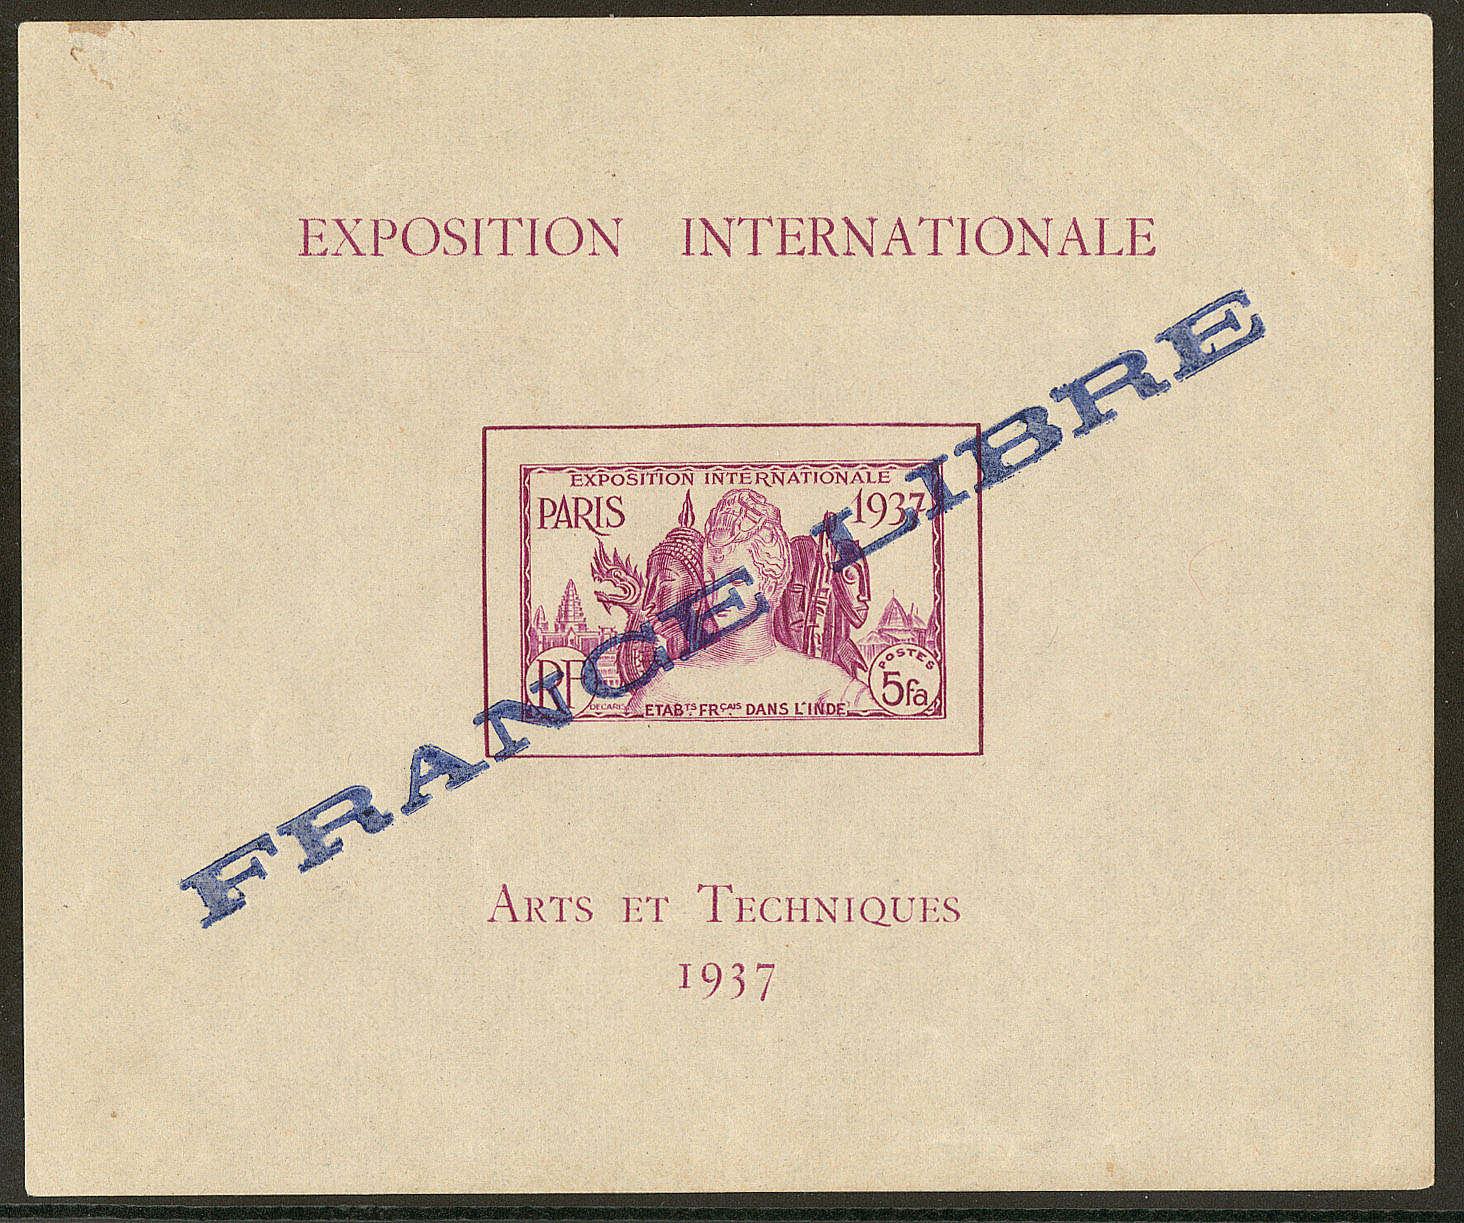 EXPOSITION INTERNATIONALE
FRANCE LIBRE
EXPOSITION INTERNATIONALE
PARIS 1937
RF
DECARIS
ETABTS FRÇAIS DANS L'INDE
POSTES
5fa
ARTS ET TECHNIQUES
1937